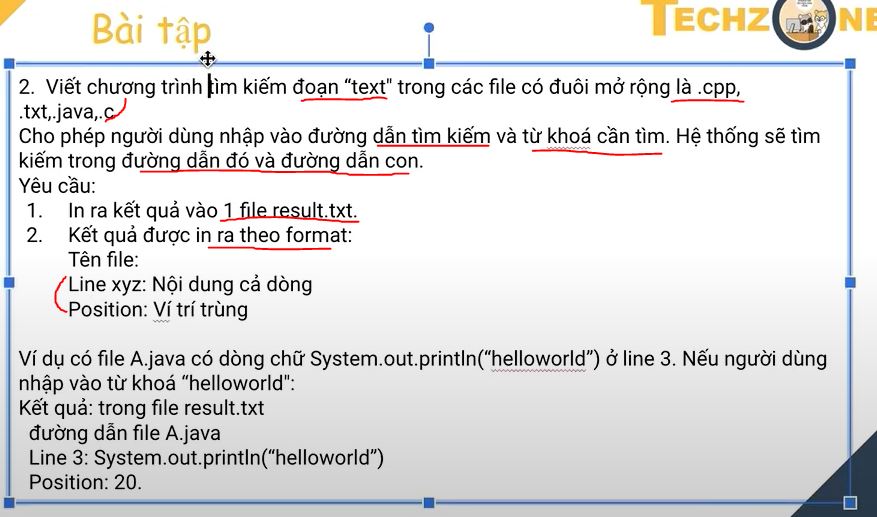 Bài tập
TECHZ NE
2. Viết chương trình tìm kiếm đoạn “text" trong các file có đuôi mở rộng là .cpp,
.txt,.java,.c
Cho phép người dùng nhập vào đường dẫn tìm kiếm và từ khoá cần tìm. Hệ thống sẽ tìm
kiếm trong đường dẫn đó và đường dẫn con.
Yêu cầu:
1. In ra kết quả vào 1 file result.txt.
2. Kết quả được in ra theo format:
Tên file:
Line xyz: Nội dung cả dòng
Position: Ví trí trùng
Ví dụ có file A.java có dòng chữ System.out.println(“helloworld”) ở line 3. Nếu người dùng
nhập vào từ khoá “helloworld":
Kết quả: trong file result.txt
đường dẫn file A.java
Line 3: System.out.println(“helloworld”)
Position: 20.